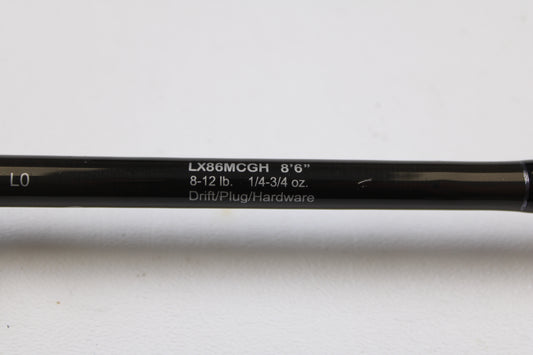 LX86MCGH 8'6"
8-12 lb. 1/4-3/4 oz.
Drift/Plug/Hardware
L0